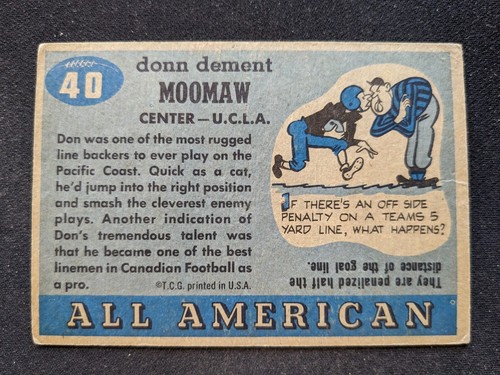 40
donn dement
MOOMAW
CENTER—U.C.L.A.
Don was one of the most rugged
line backers to ever play on the
Pacific Coast. Quick as a cat,
he'd jump into the right position
and smash the cleverest enemy
plays. Another indication of
Don's tremendous talent was
that he became one of the best
linemen in Canadian Football as
a pro.
©T.C.G. printed in U.S.A.
IF THERE'S AN OFF SIDE
PENALTY ON A TEAMS 5
YARD LINE, WHAT HAPPENS?
They are penalized half the
distance of the goal line.
ALL AMERICAN